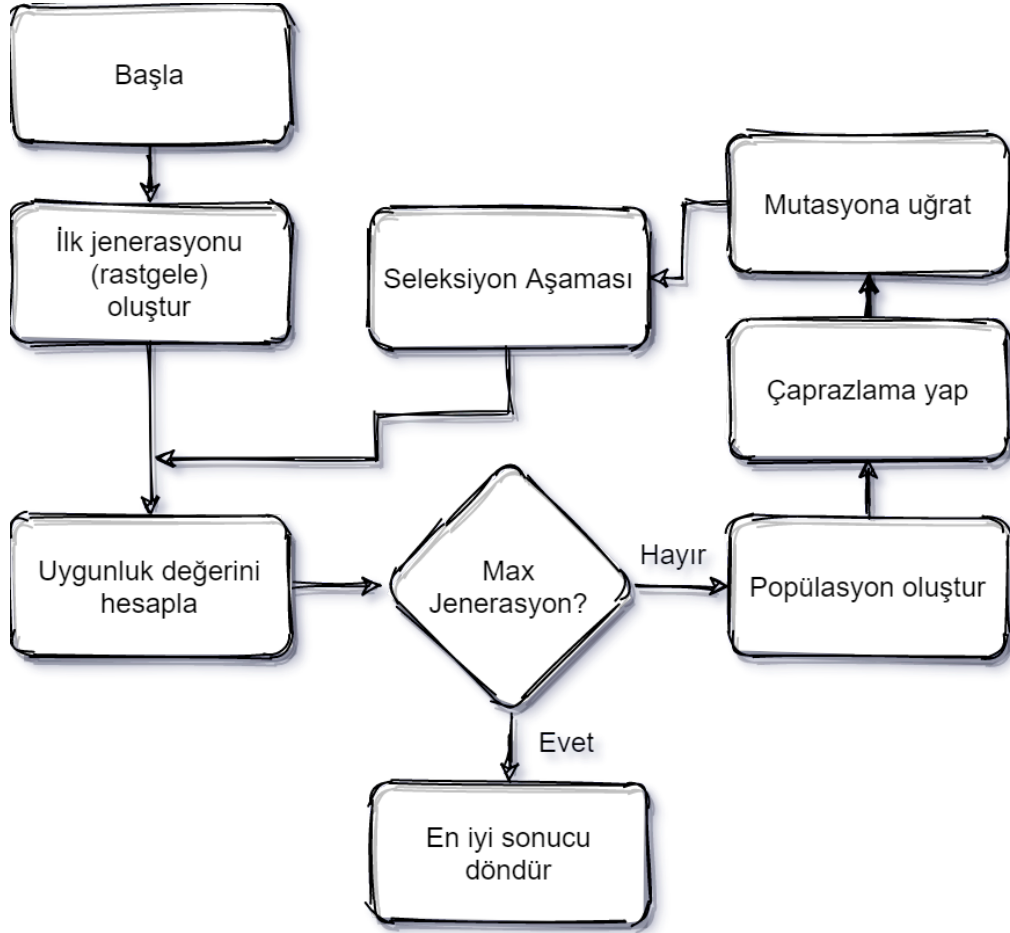 Başla
İlk jenerasyonu
(rastgele)
oluştur
Uygunluk değerini
hesapla
Max
Jenerasyon?
Hayır
Popülasyon oluştur
Çaprazlama yap
Mutasyona uğrat
Seleksiyon Aşaması
Evet
En iyi sonucu
döndür